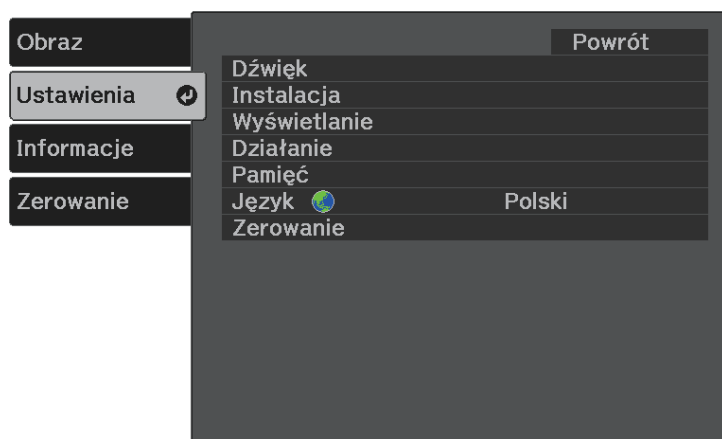 Obraz
Ustawienia
Informacje
Zerowanie
Powrót
Dźwięk
Instalacja
Wyświetlanie
Działanie
Pamięć
Język Polski
Zerowanie